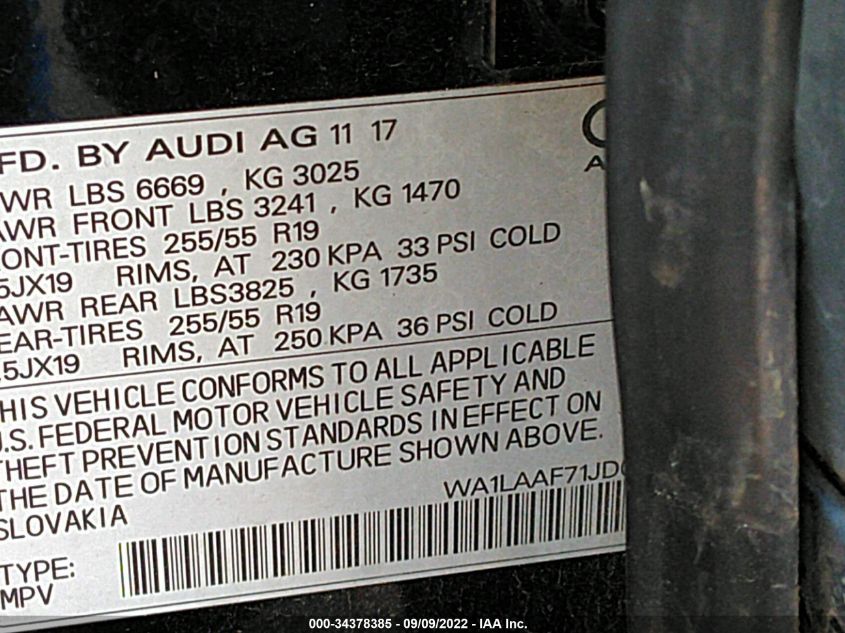 FD. BY AUDI AG 11 17
WR LBS 6669 , KG 3025
AWR FRONT LBS 3241 , KG 1470
ONT-TIRES 255/55 R19
5JX19 RIMS, AT 230 KPA 33 PSI COLD
AWR REAR LBS3825 , KG 1735
EAR-TIRES 255/55 R19
.5JX19 RIMS, AT 250 KPA 36 PSI COLD
HIS VEHICLE CONFORMS TO ALL APPLICABLE
U.S. FEDERAL MOTOR VEHICLE SAFETY AND
THEFT PREVENTION STANDARDS IN EFFECT ON
THE DATE OF MANUFACTURE SHOWN ABOVE.
SLOVAKIA
WA1LAAF71JD
TYPE:
MPV
000-34378385 - 09/09/2022 - IAA Inc.